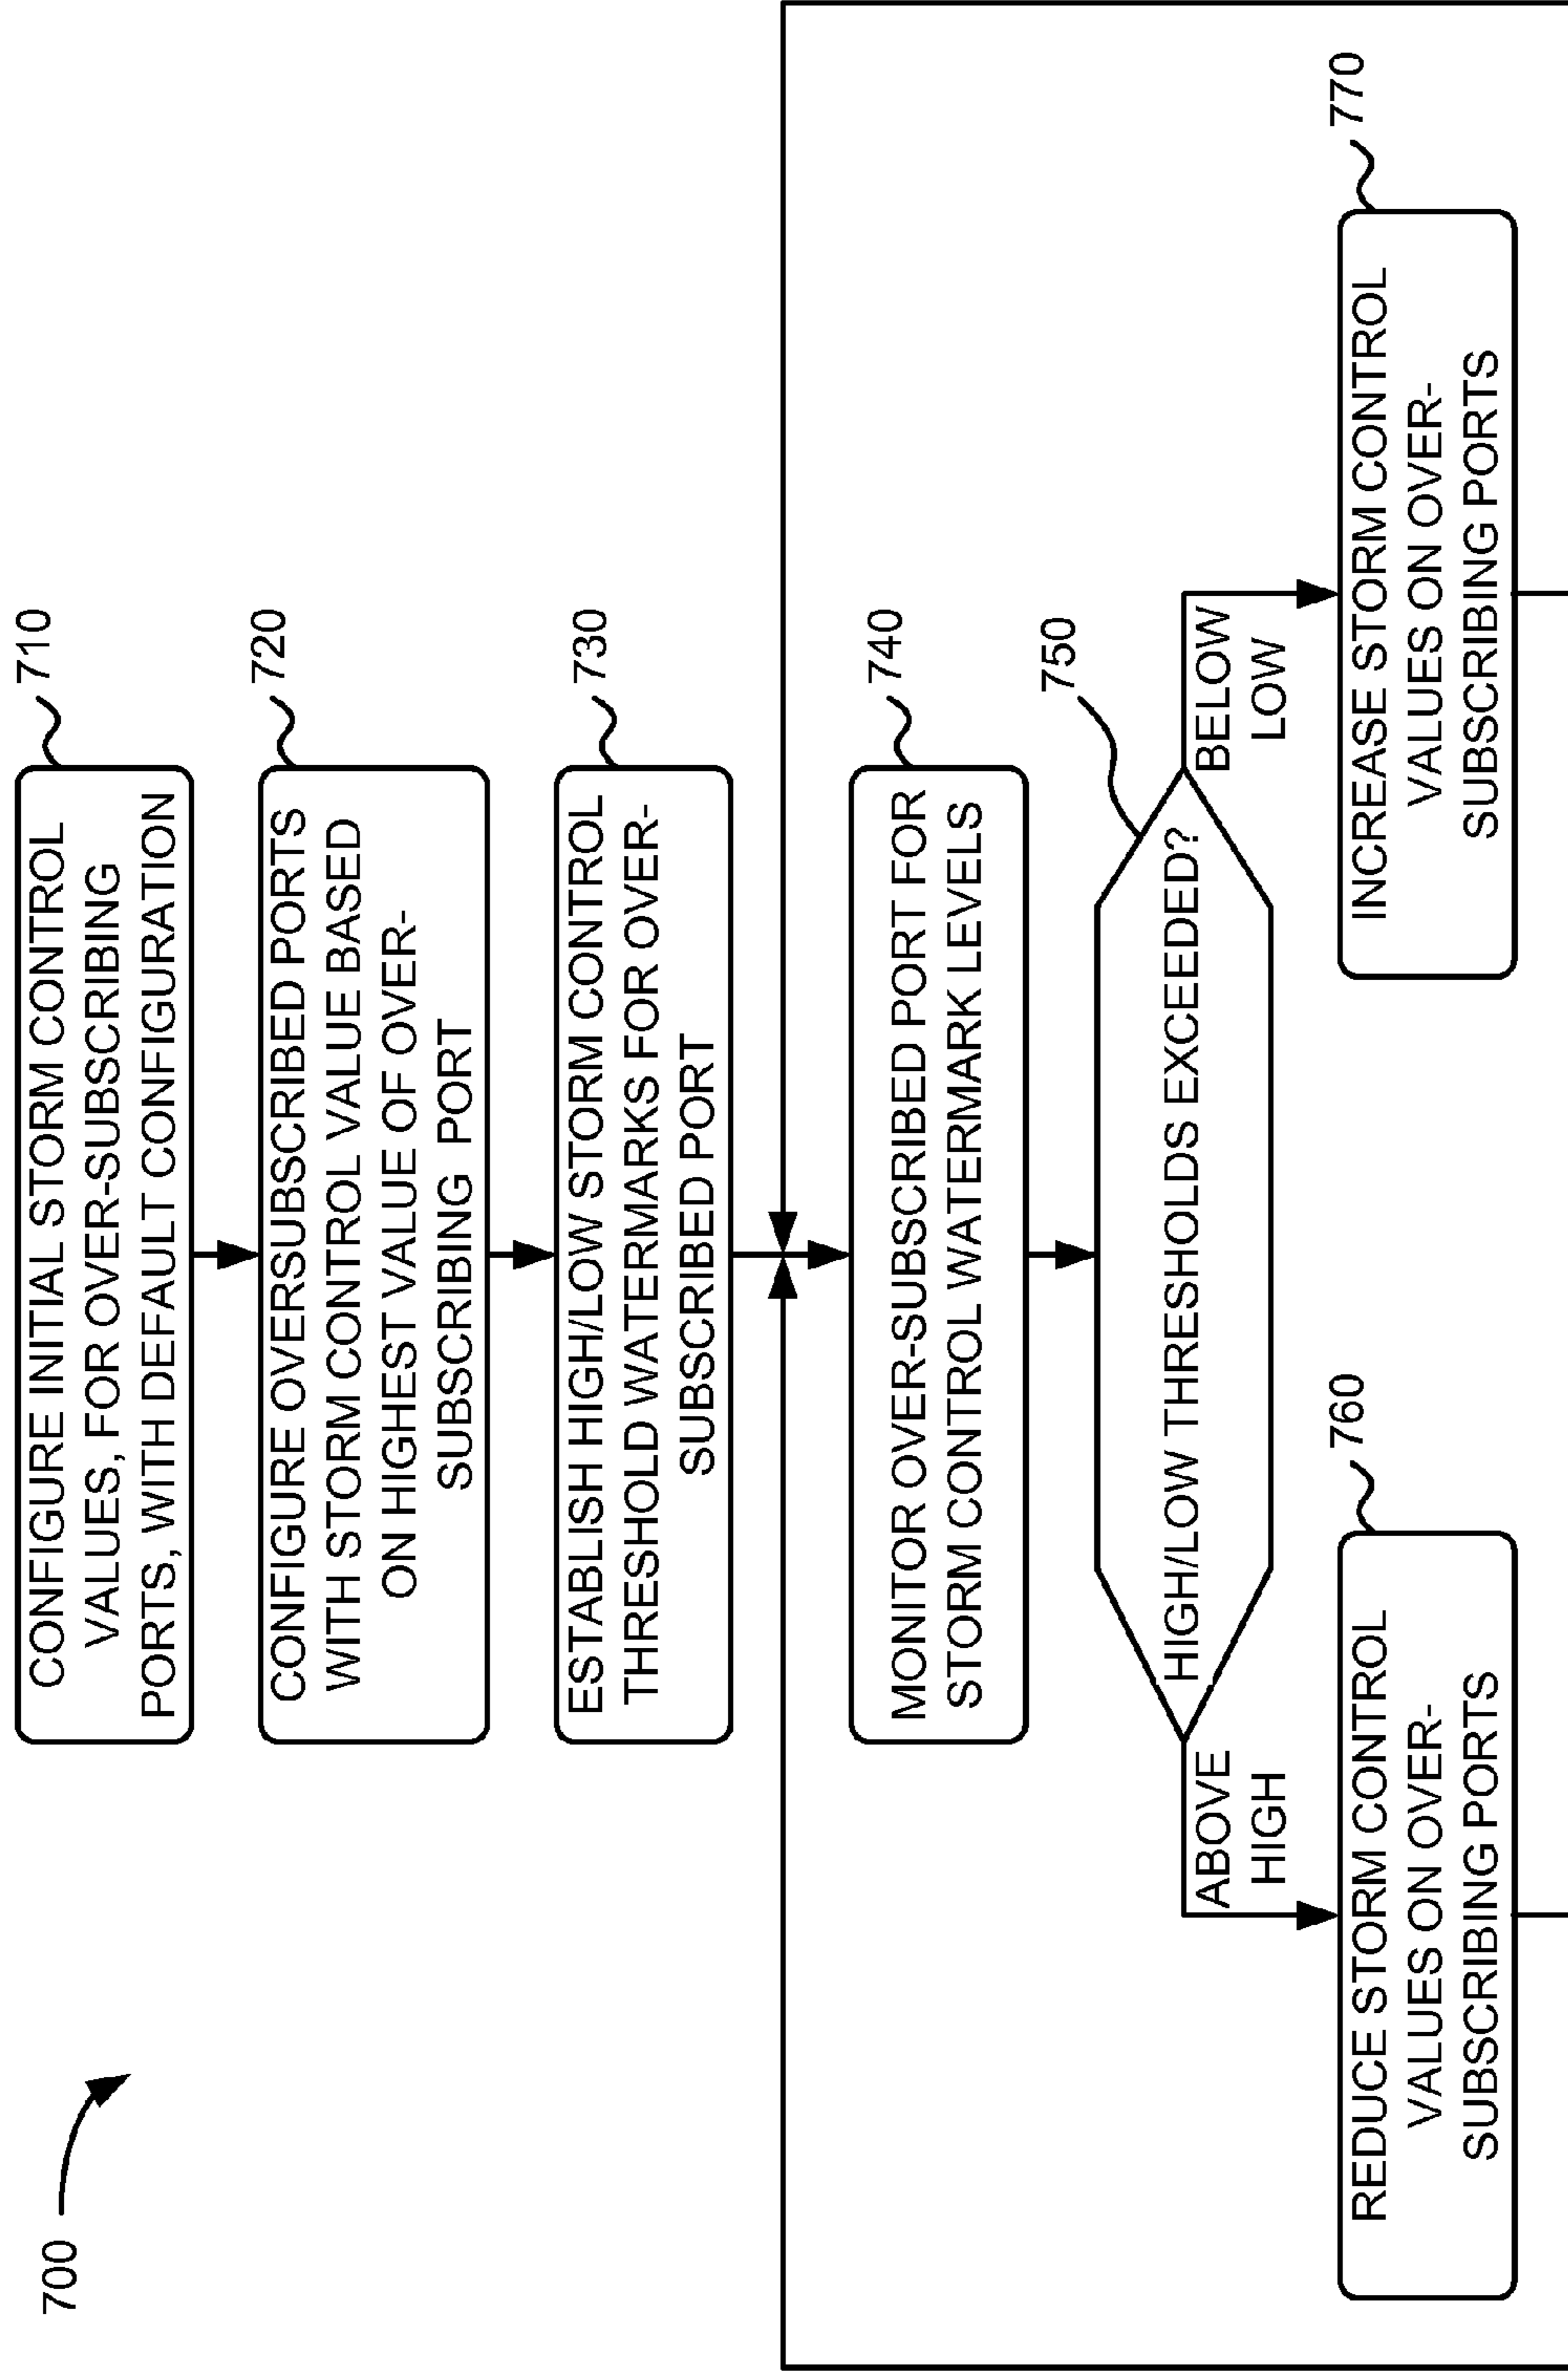 700
710
CONFIGURE INITIAL STORM CONTROL
VALUES, FOR OVER-SUBSCRIBING
PORTS, WITH DEFAULT CONFIGURATION
720
CONFIGURE OVERSUBSCRIBED PORTS
WITH STORM CONTROL VALUE BASED
ON HIGHEST VALUE OF OVER-
SUBSCRIBING PORT
730
ESTABLISH HIGH/LOW STORM CONTROL
THRESHOLD WATERMARKS FOR OVER-
SUBSCRIBED PORT
740
MONITOR OVER-SUBSCRIBED PORT FOR
STORM CONTROL WATERMARK LEVELS
750
HIGH/LOW THRESHOLDS EXCEEDED?
ABOVE
HIGH
BELOW
LOW
760
REDUCE STORM CONTROL
VALUES ON OVER-
SUBSCRIBING PORTS
770
INCREASE STORM CONTROL
VALUES ON OVER-
SUBSCRIBING PORTS